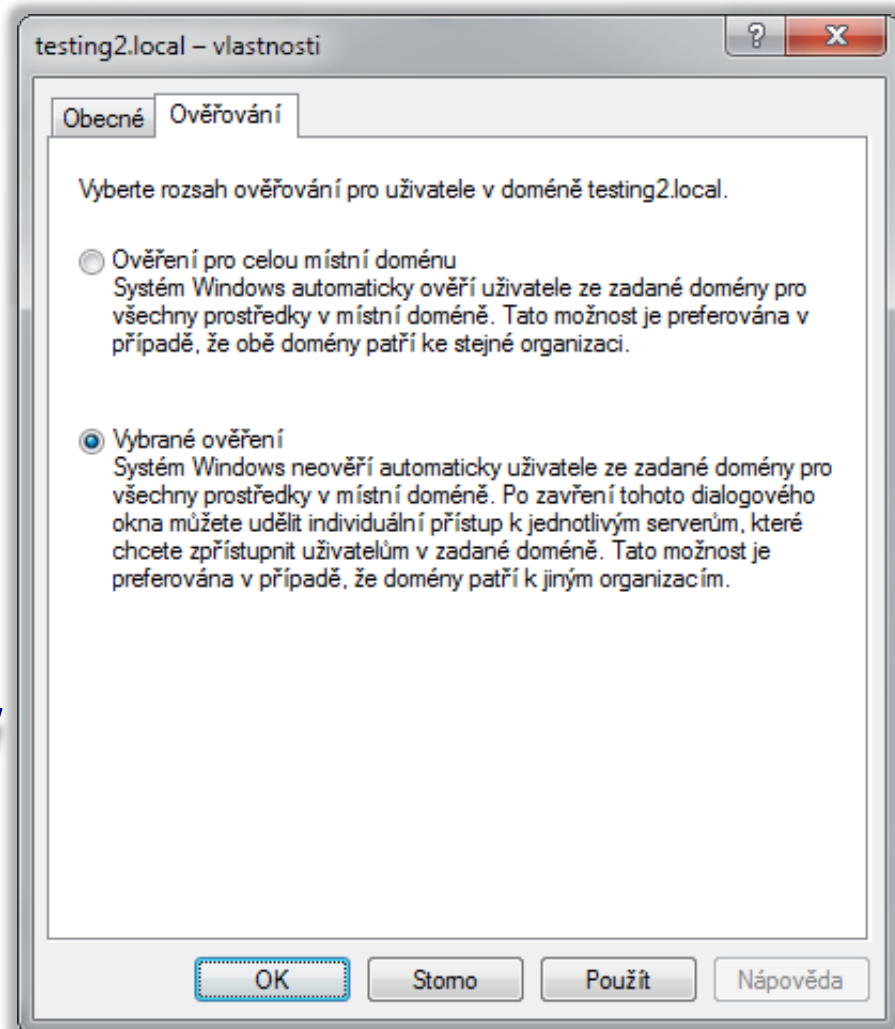 testing2.local – vlastnosti
Obecné
Ověřování
Vyberte rozsah ověřování pro uživatele v doméně testing2.local.
Ověření pro celou místní doménu
Systém Windows automaticky ověří uživatele ze zadané domény pro
všechny prostředky v místní doméně. Tato možnost je preferována v
případě, že obě domény patří ke stejné organizaci.
Vybrané ověření
Systém Windows neověří automaticky uživatele ze zadané domény pro
všechny prostředky v místní doméně. Po zavření tohoto dialogového
okna můžete udělit individuální přístup k jednotlivým serverům, které
chcete zpřístupnit uživatelům v zadané doméně. Tato možnost je
preferována v případě, že domény patří k jiným organizacím.
OK
Storno
Použít
Nápověda